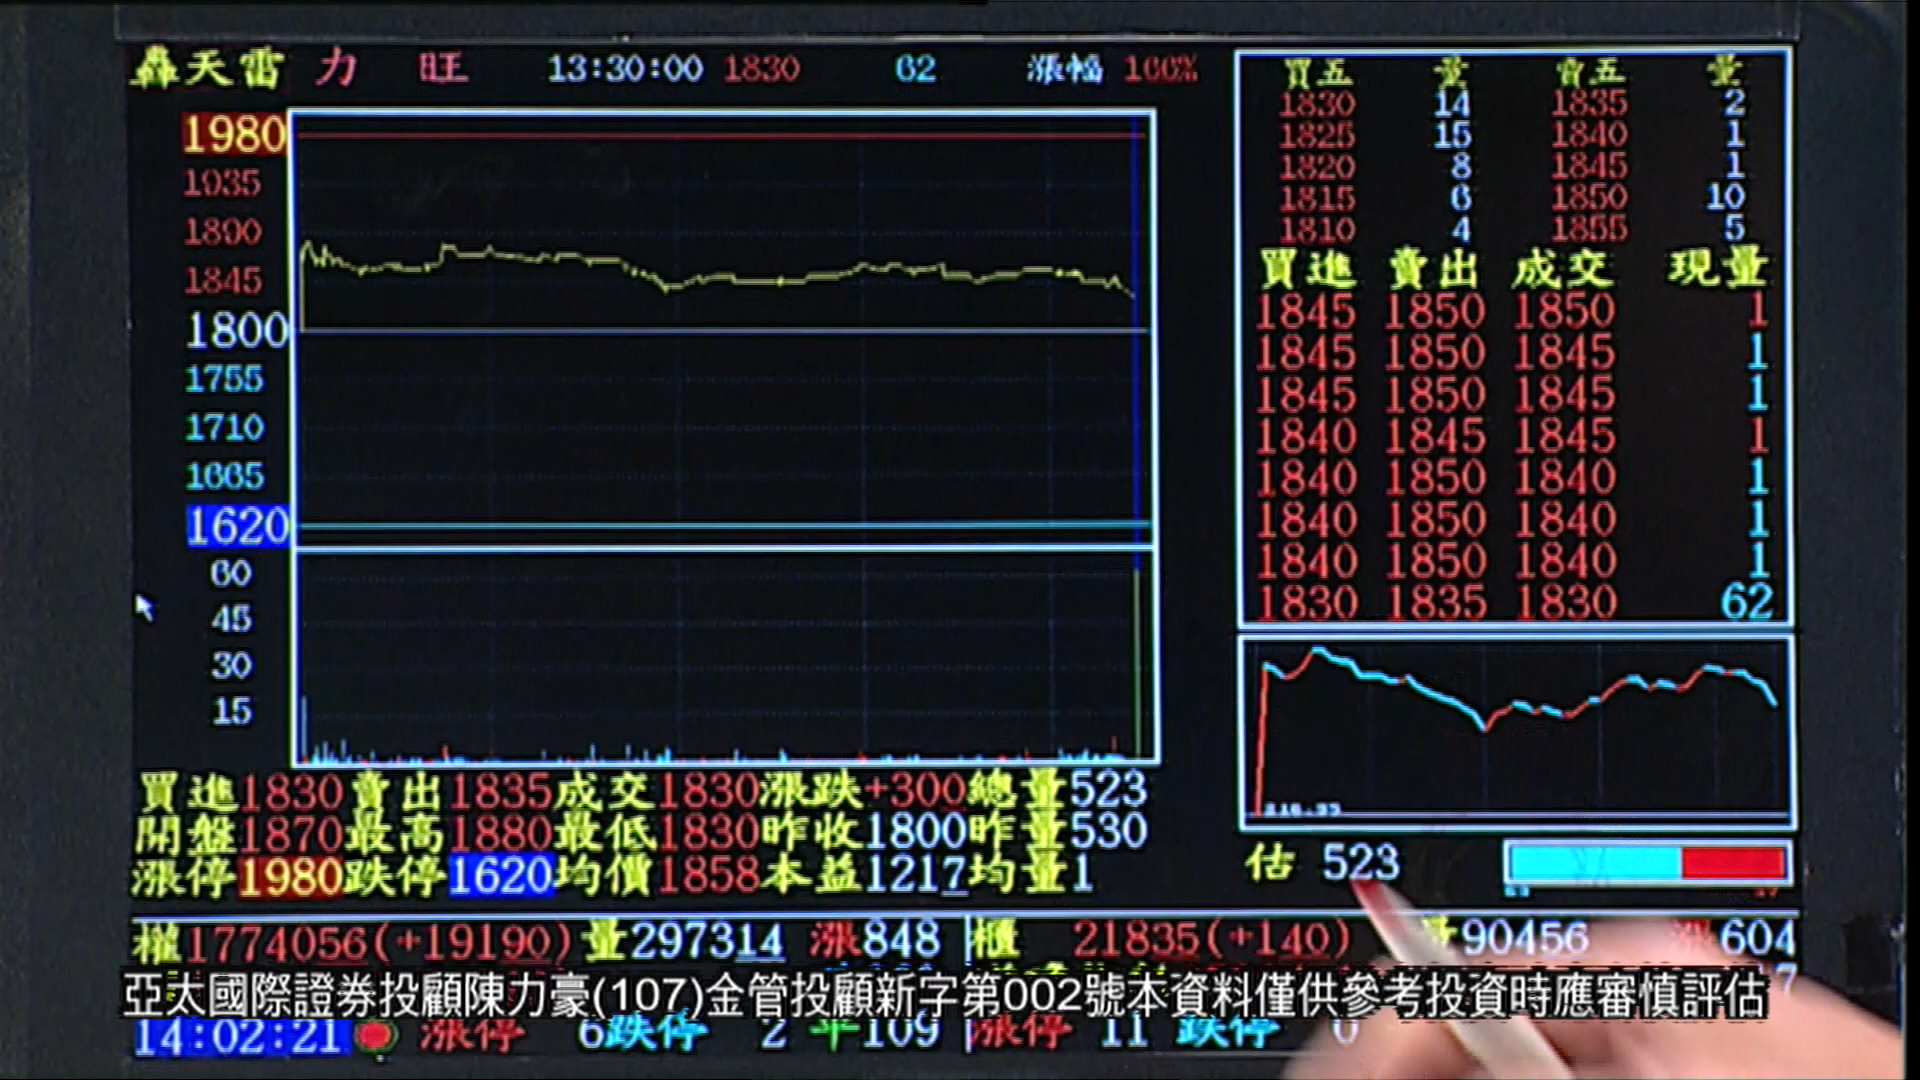 轟天雷 力 旺 13:30:00 1830 62 漲幅 166%
1980
1935
1890
1845
1800
1755
1710
1665
1620
60
45
30
15
買五 量 賣五 量
1830 14 1835 2
1825 15 1840 1
1820 8 1845 1
1815 6 1850 10
1810 4 1855 5
買進 賣出 成交 現量
1845 1850 1850 1
1845 1850 1845 1
1845 1850 1845 1
1840 1845 1845 1
1840 1850 1840 1
1840 1850 1840 1
1840 1850 1840 1
1830 1835 1830 62
買進1830賣出1835成交1830漲跌+300總量523
開盤1870最高1880最低1830昨收1800昨量530
漲停1980跌停1620均價1858本益1217均量1
估 523
權1774056(+19190)量297314 漲848 櫃 21835(+140) 量90456 漲604
亞太國際證券投顧陳力豪(107)金管投顧新字第002號本資料僅供參考投資時應審慎評估
14:02:21 漲停 6跌停 2 平109 漲停 11 跌停 0